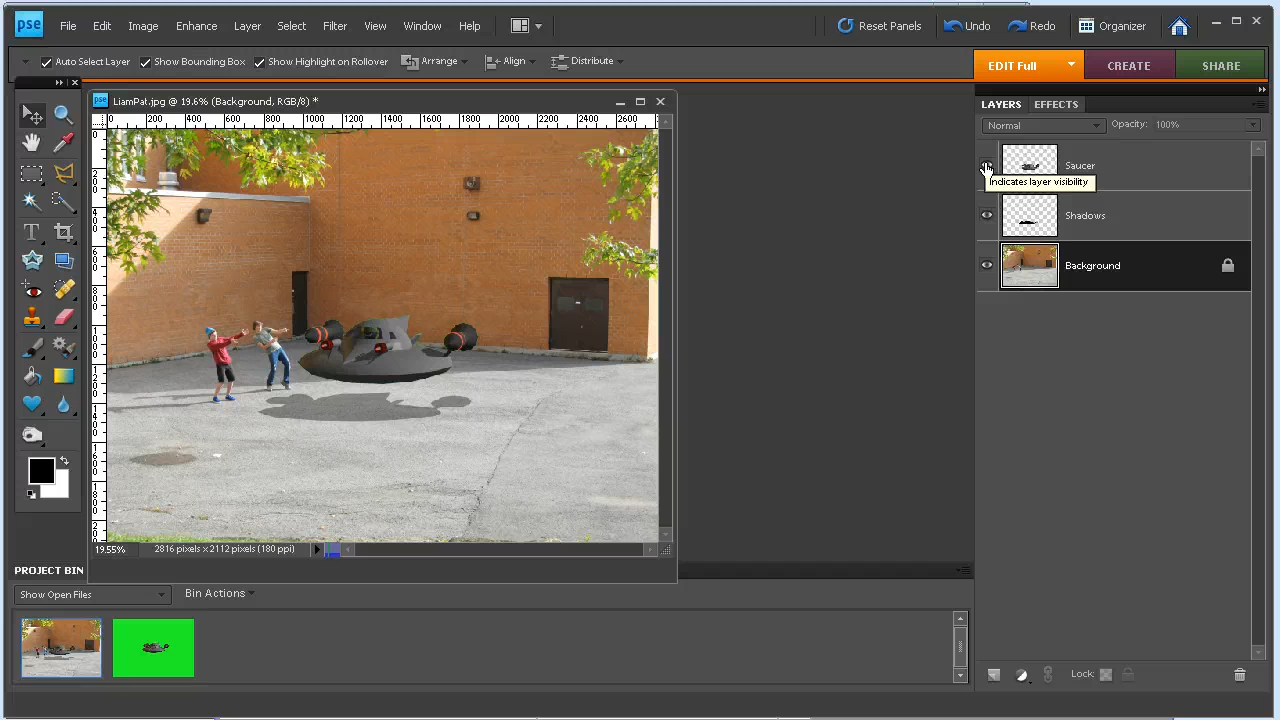 pse File Edit Image Enhance Layer Select Filter View Window Help Reset Panels Undo Redo Organizer
Auto Select Layer Show Bounding Box Show Highlight on Rollover Arrange Align Distribute EDIT Full CREATE SHARE
pse LiamPat.jpg @ 19.6% (Background, RGB/8) *
LAYERS EFFECTS
0 200 400 600 800 1000 1200 1400 1600 1800 2000 2200 2400 2600
Normal Opacity: 100%
Saucer
Indicates layer visibility
Shadows
Background
T
19.55% 2816 pixels x 2112 pixels (180 ppi)
PROJECT BIN
Show Open Files Bin Actions
Lock: